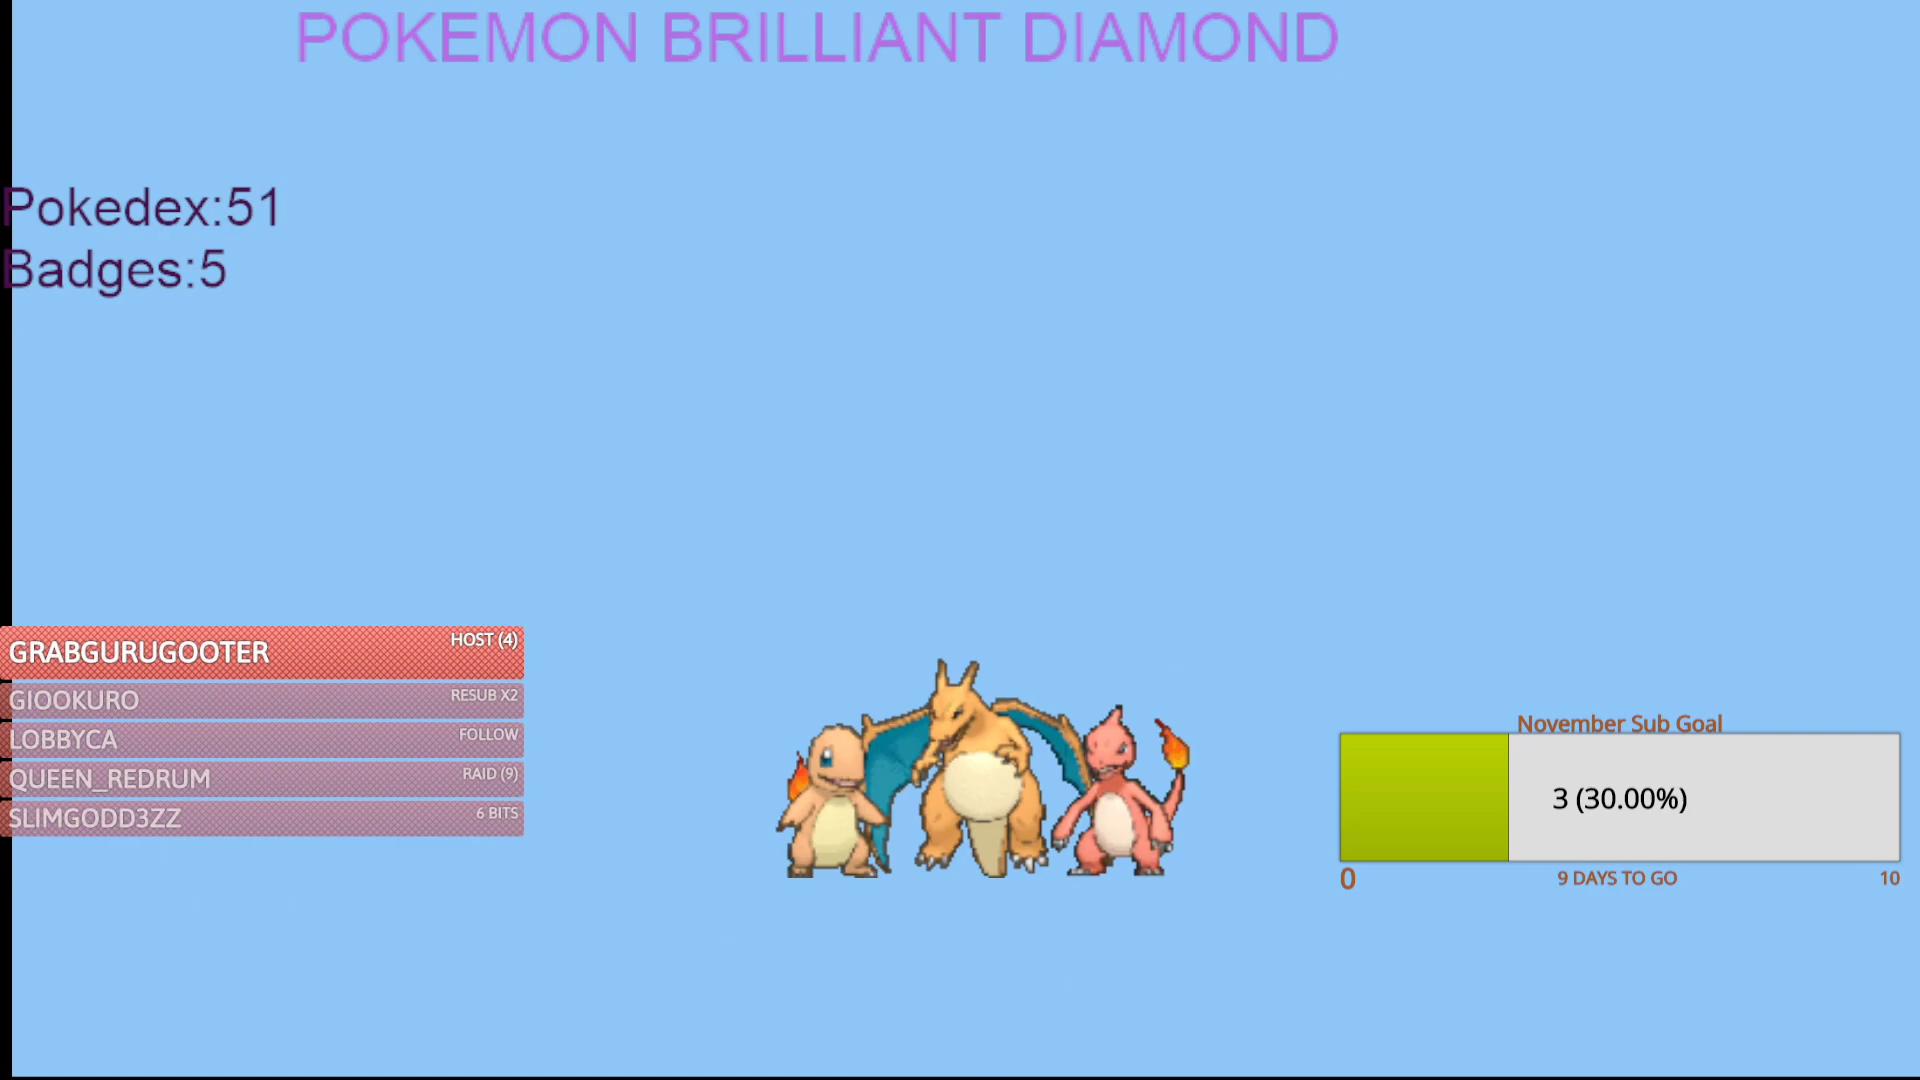 POKEMON BRILLIANT DIAMOND
Pokedex:51
Badges:5
GRABGURUGOOTER HOST (4)
GIOOKURO RESUB X2
LOBBYCA FOLLOW
QUEEN_REDRUM RAID (9)
SLIMGODD3ZZ 6 BITS
November Sub Goal
3 (30.00%)
0 9 DAYS TO GO 10